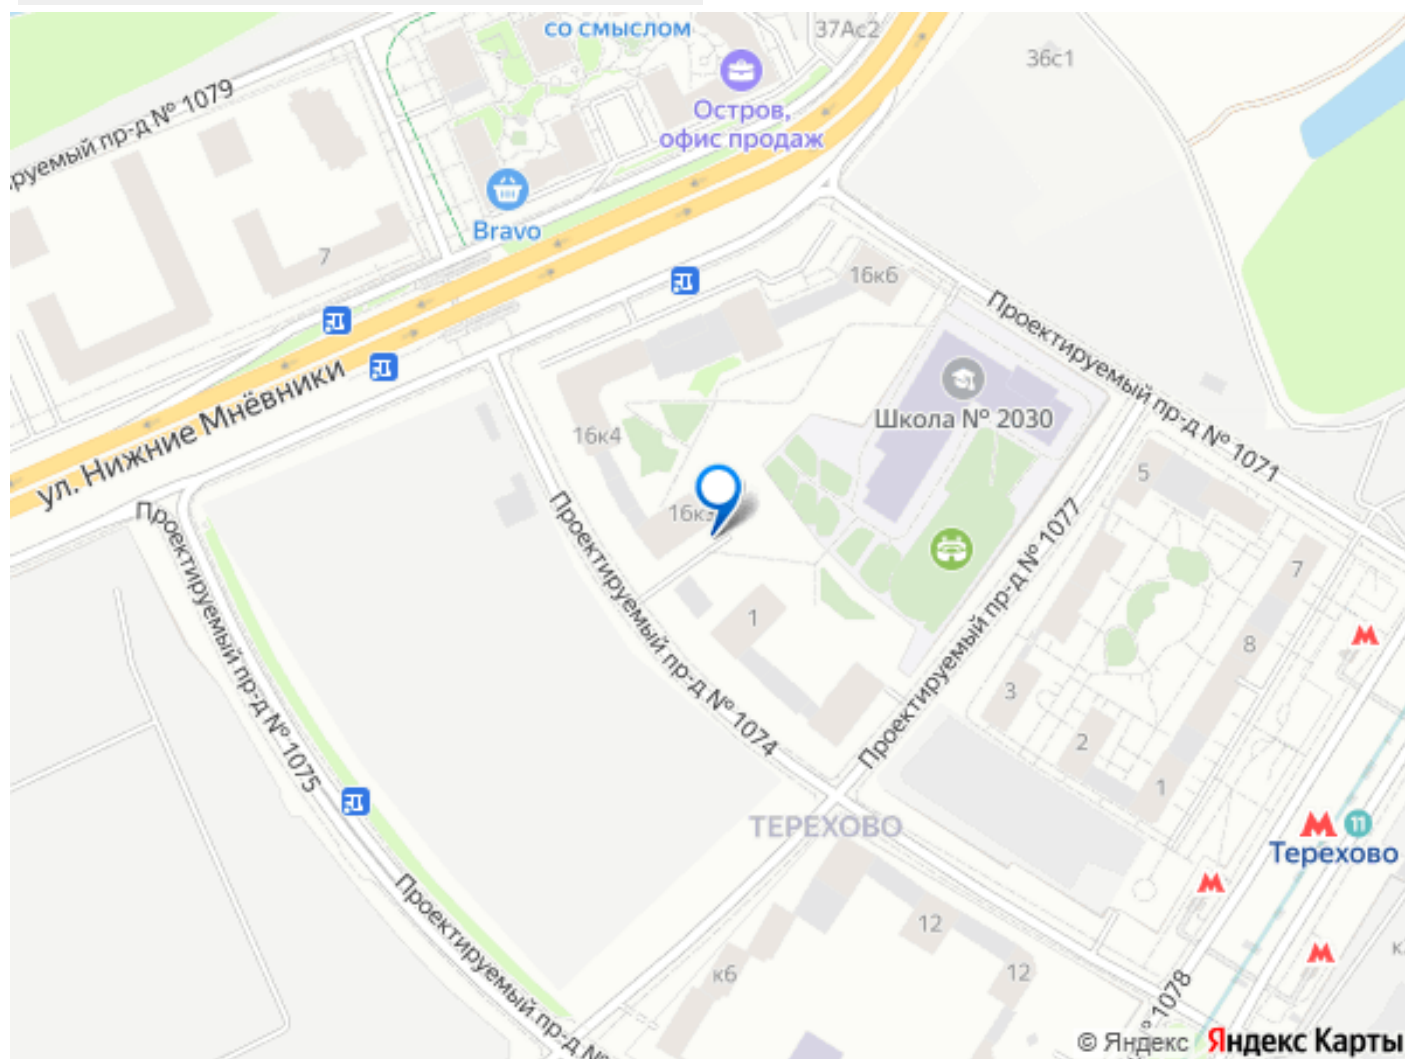 со смыслом
37Ас2
36с1
Остров,
офис продаж
руемый пр-д № 1079
Bravo
7
16к6
Проектируемый пр-д № 1071
ул. Нижние Мнёвники
Школа № 2030
16к4
5
Проектируемый пр-д № 1075
Проектируемый пр-д № 1074
Проектируемый пр-д № 1077
7
1
8
3
2
1
ТЕРЕХОВО
11
Терехово
12
к6
12
№ 1078
Проектируемый пр-д №
© Яндекс Яндекс Карты